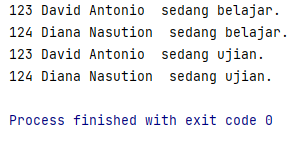 123 David Antonio  sedang belajar.
124 Diana Nasution  sedang belajar.
123 David Antonio  sedang ujian.
124 Diana Nasution  sedang ujian.
Process finished with exit code 0